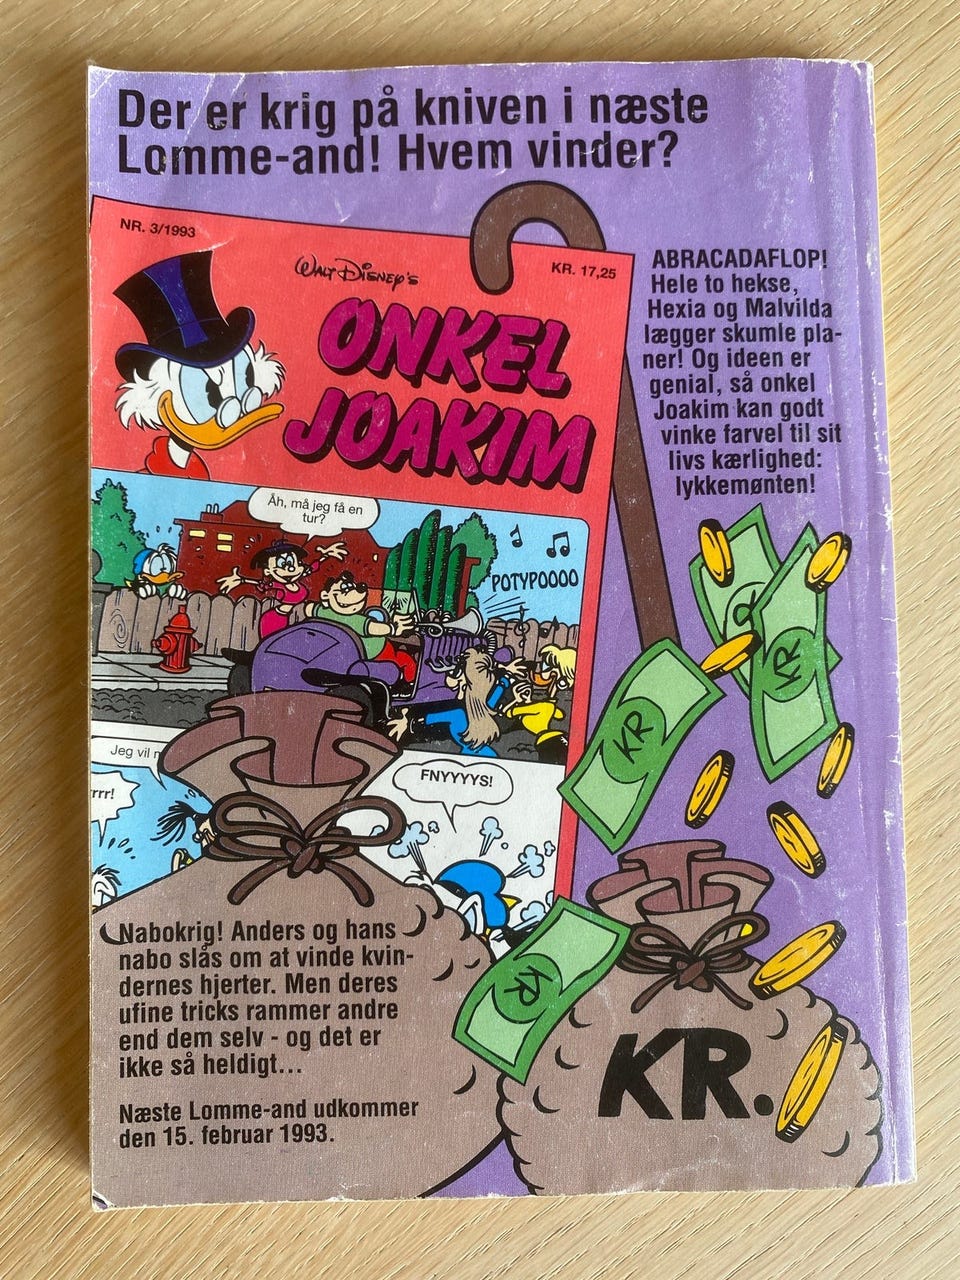 Der er krig på kniven i næste
Lomme-and! Hvem vinder?
NR. 3/1993
WALT DISNEY'S
KR. 17,25
ONKEL
JOAKIM
ABRACADAFLOP!
Hele to hekse,
Hexia og Malvilda
lægger skumle pla-
ner! Og ideen er
genial, så onkel
Joakim kan godt
vinke farvel til sit
livs kærlighed:
lykkemønten!
Åh, må jeg få en
tur?
POTYPOOOO
Jeg vil
rrr!
FNYYYYS!
KR
KR
KR
KR
KR.
Nabokrig! Anders og hans
nabo slås om at vinde kvin-
dernes hjerter. Men deres
ufine tricks rammer andre
end dem selv - og det er
ikke så heldigt...
Næste Lomme-and udkommer
den 15. februar 1993.